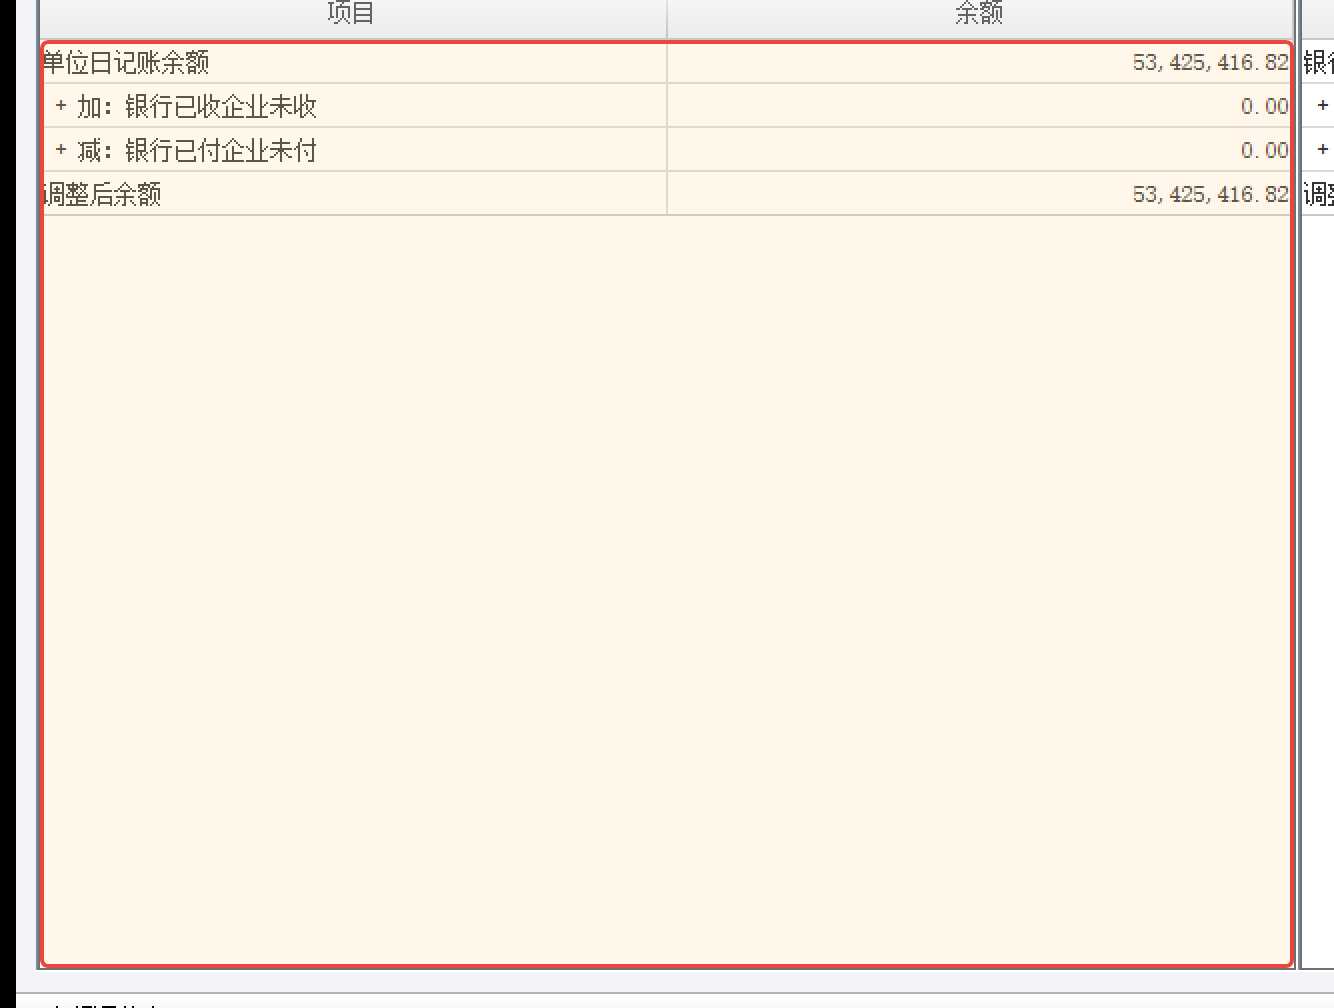 项目 余额
单位日记账余额 53,425,416.82 银行
+ 加：银行已收企业未收 0.00 +
+ 减：银行已付企业未付 0.00 +
调整后余额 53,425,416.82 调整